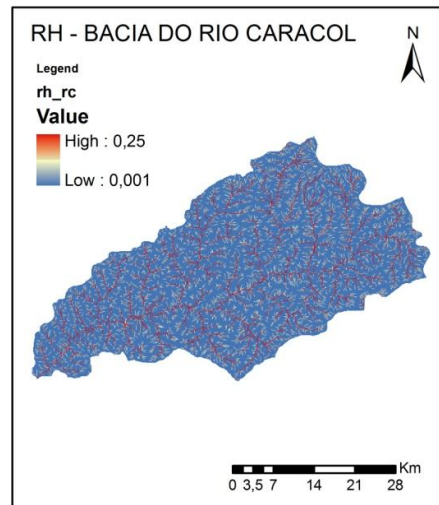 RH - BACIA DO RIO CARACOL
N
Legend
rh_rc
Value
High : 0,25
Low : 0,001
Km
0 3,5 7 14 21 28